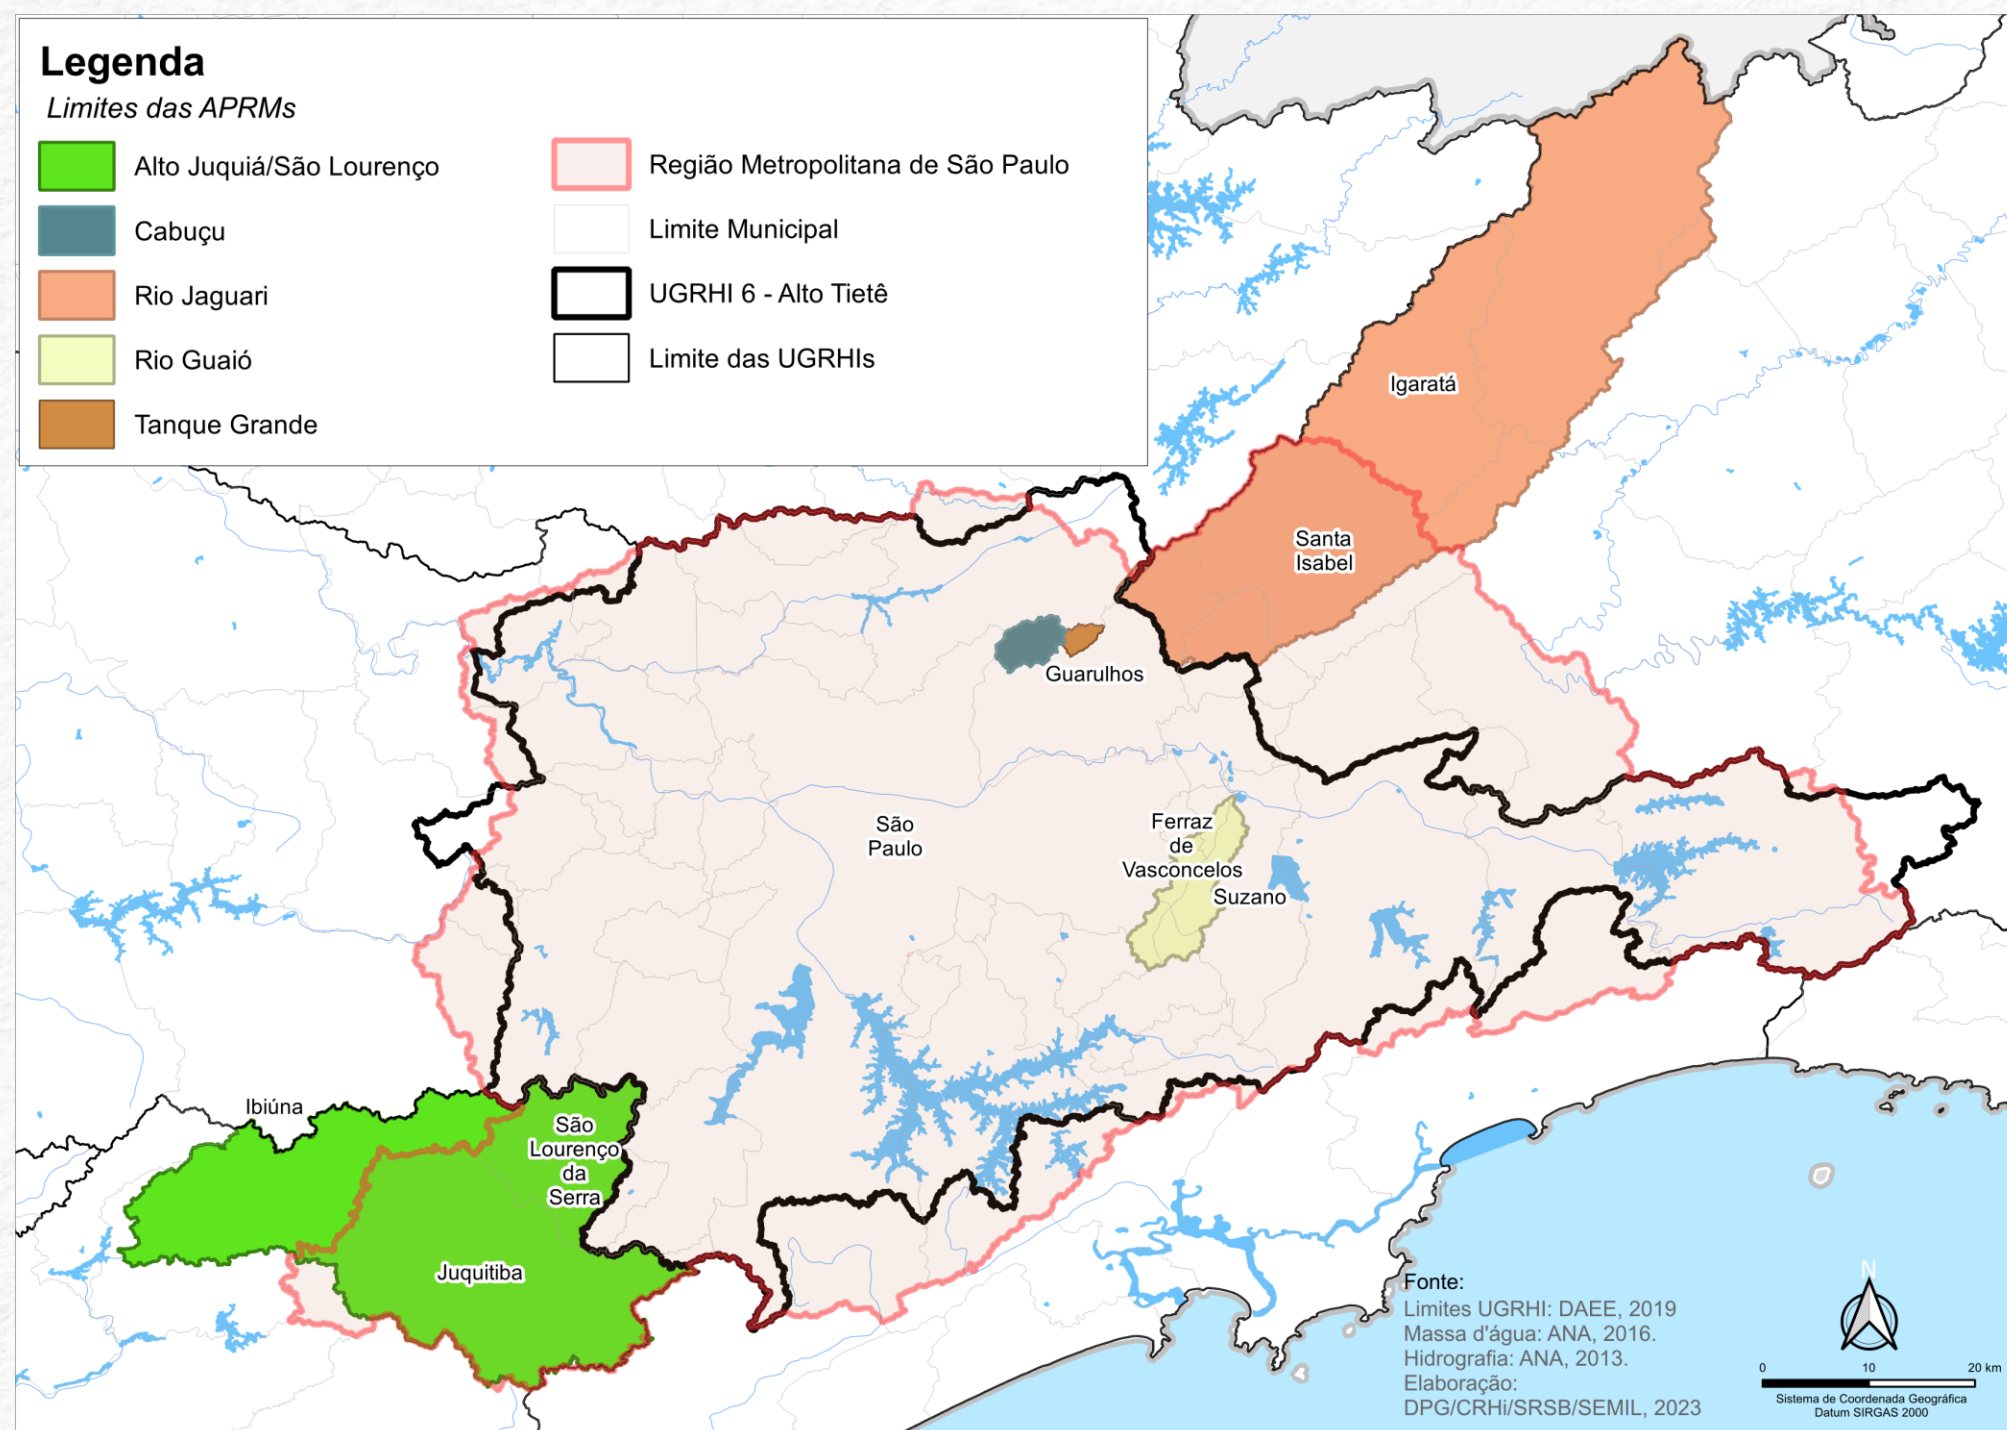 Legenda
Limites das APRMs
Alto Juquiá/São Lourenço
Cabuçu
Rio Jaguari
Rio Guaió
Tanque Grande
Região Metropolitana de São Paulo
Limite Municipal
UGRHI 6 - Alto Tietê
Limite das UGRHIs
Igaratá
Santa
Isabel
Guarulhos
São
Paulo
Ferraz
de
Vasconcelos
Suzano
Ibiúna
São
Lourenço
da
Serra
Juquitiba
Fonte:
Limites UGRHI: DAEE, 2019
Massa d'água: ANA, 2016.
Hidrografia: ANA, 2013.
Elaboração:
DPG/CRHi/SRSB/SEMIL, 2023
N
0 10 20 km
Sistema de Coordenada Geográfica
Datum SIRGAS 2000